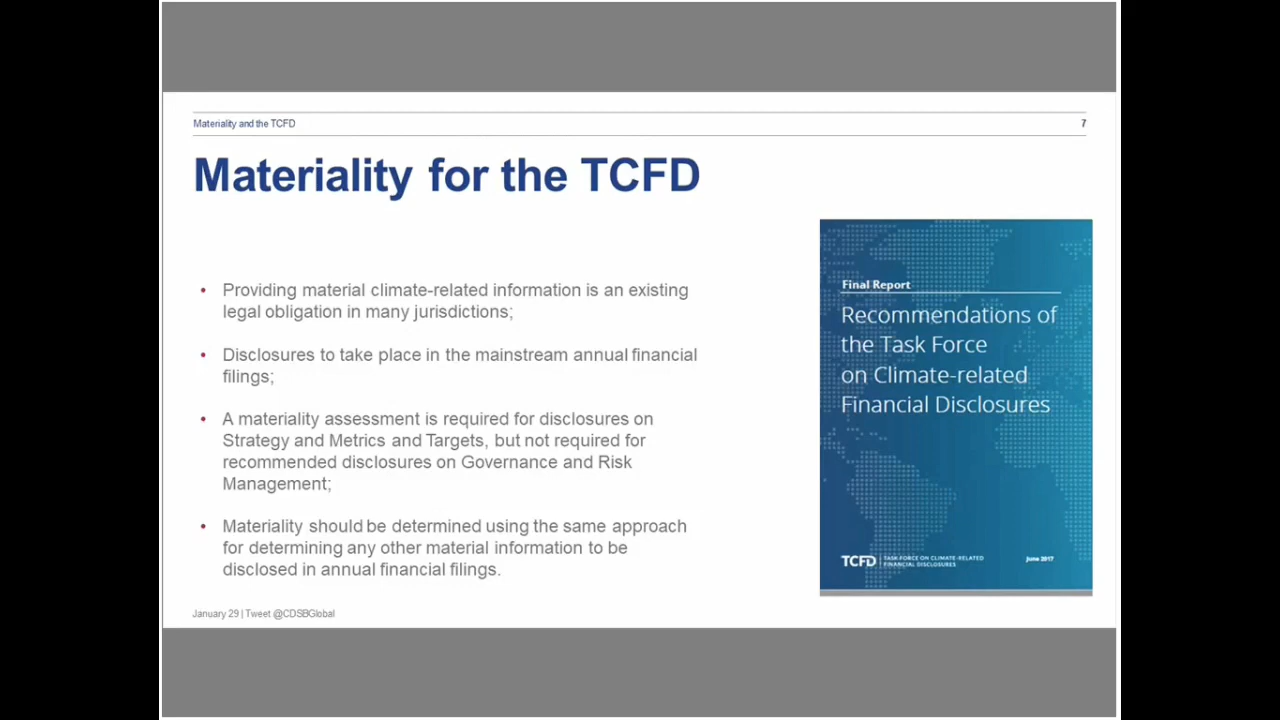 Materiality and the TCFD
7
Materiality for the TCFD
• Providing material climate-related information is an existing
legal obligation in many jurisdictions;
• Disclosures to take place in the mainstream annual financial
filings;
• A materiality assessment is required for disclosures on
Strategy and Metrics and Targets, but not required for
recommended disclosures on Governance and Risk
Management;
• Materiality should be determined using the same approach
for determining any other material information to be
disclosed in annual financial filings.
Final Report
Recommendations of
the Task Force
on Climate-related
Financial Disclosures
TCFD
TASK FORCE ON CLIMATE-RELATED
FINANCIAL DISCLOSURES
June 2017
January 29 | Tweet @CDSBGlobal